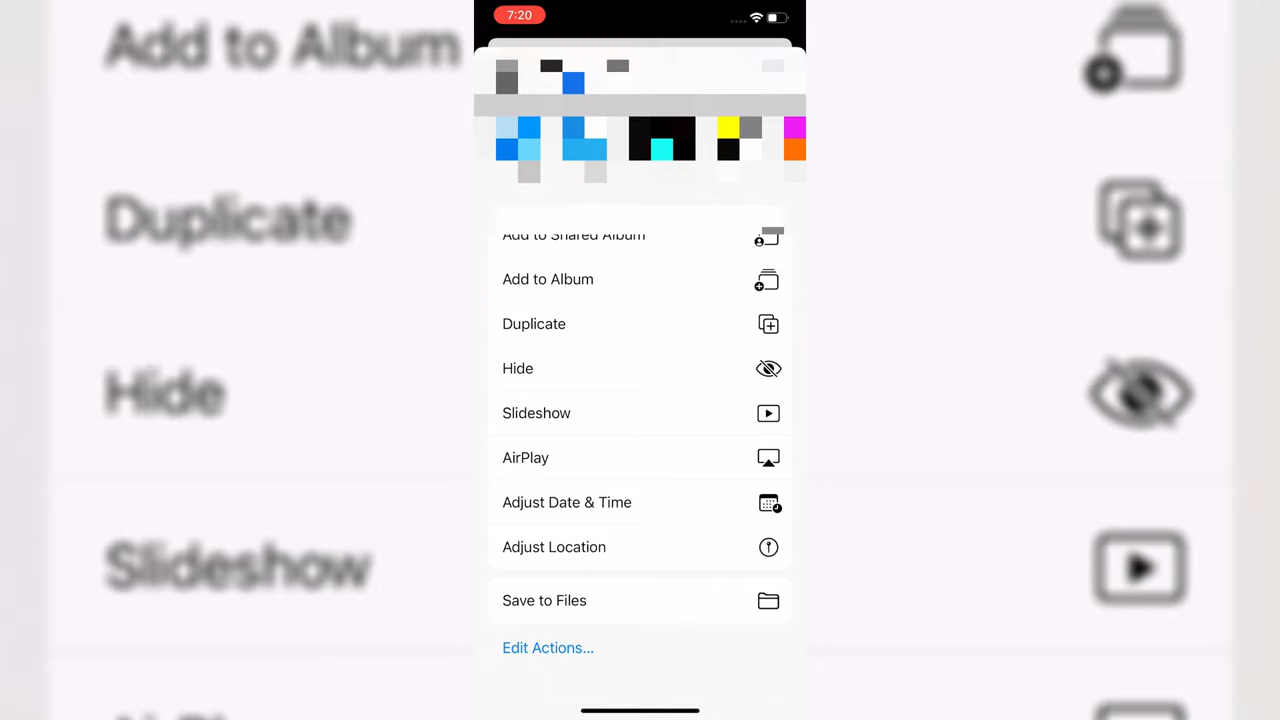 7:20
Add to Shared Album
Add to Album
Duplicate
Hide
Slideshow
AirPlay
Adjust Date & Time
Adjust Location
Save to Files
Edit Actions...
Add to Album
Duplicate
Hide
Slideshow